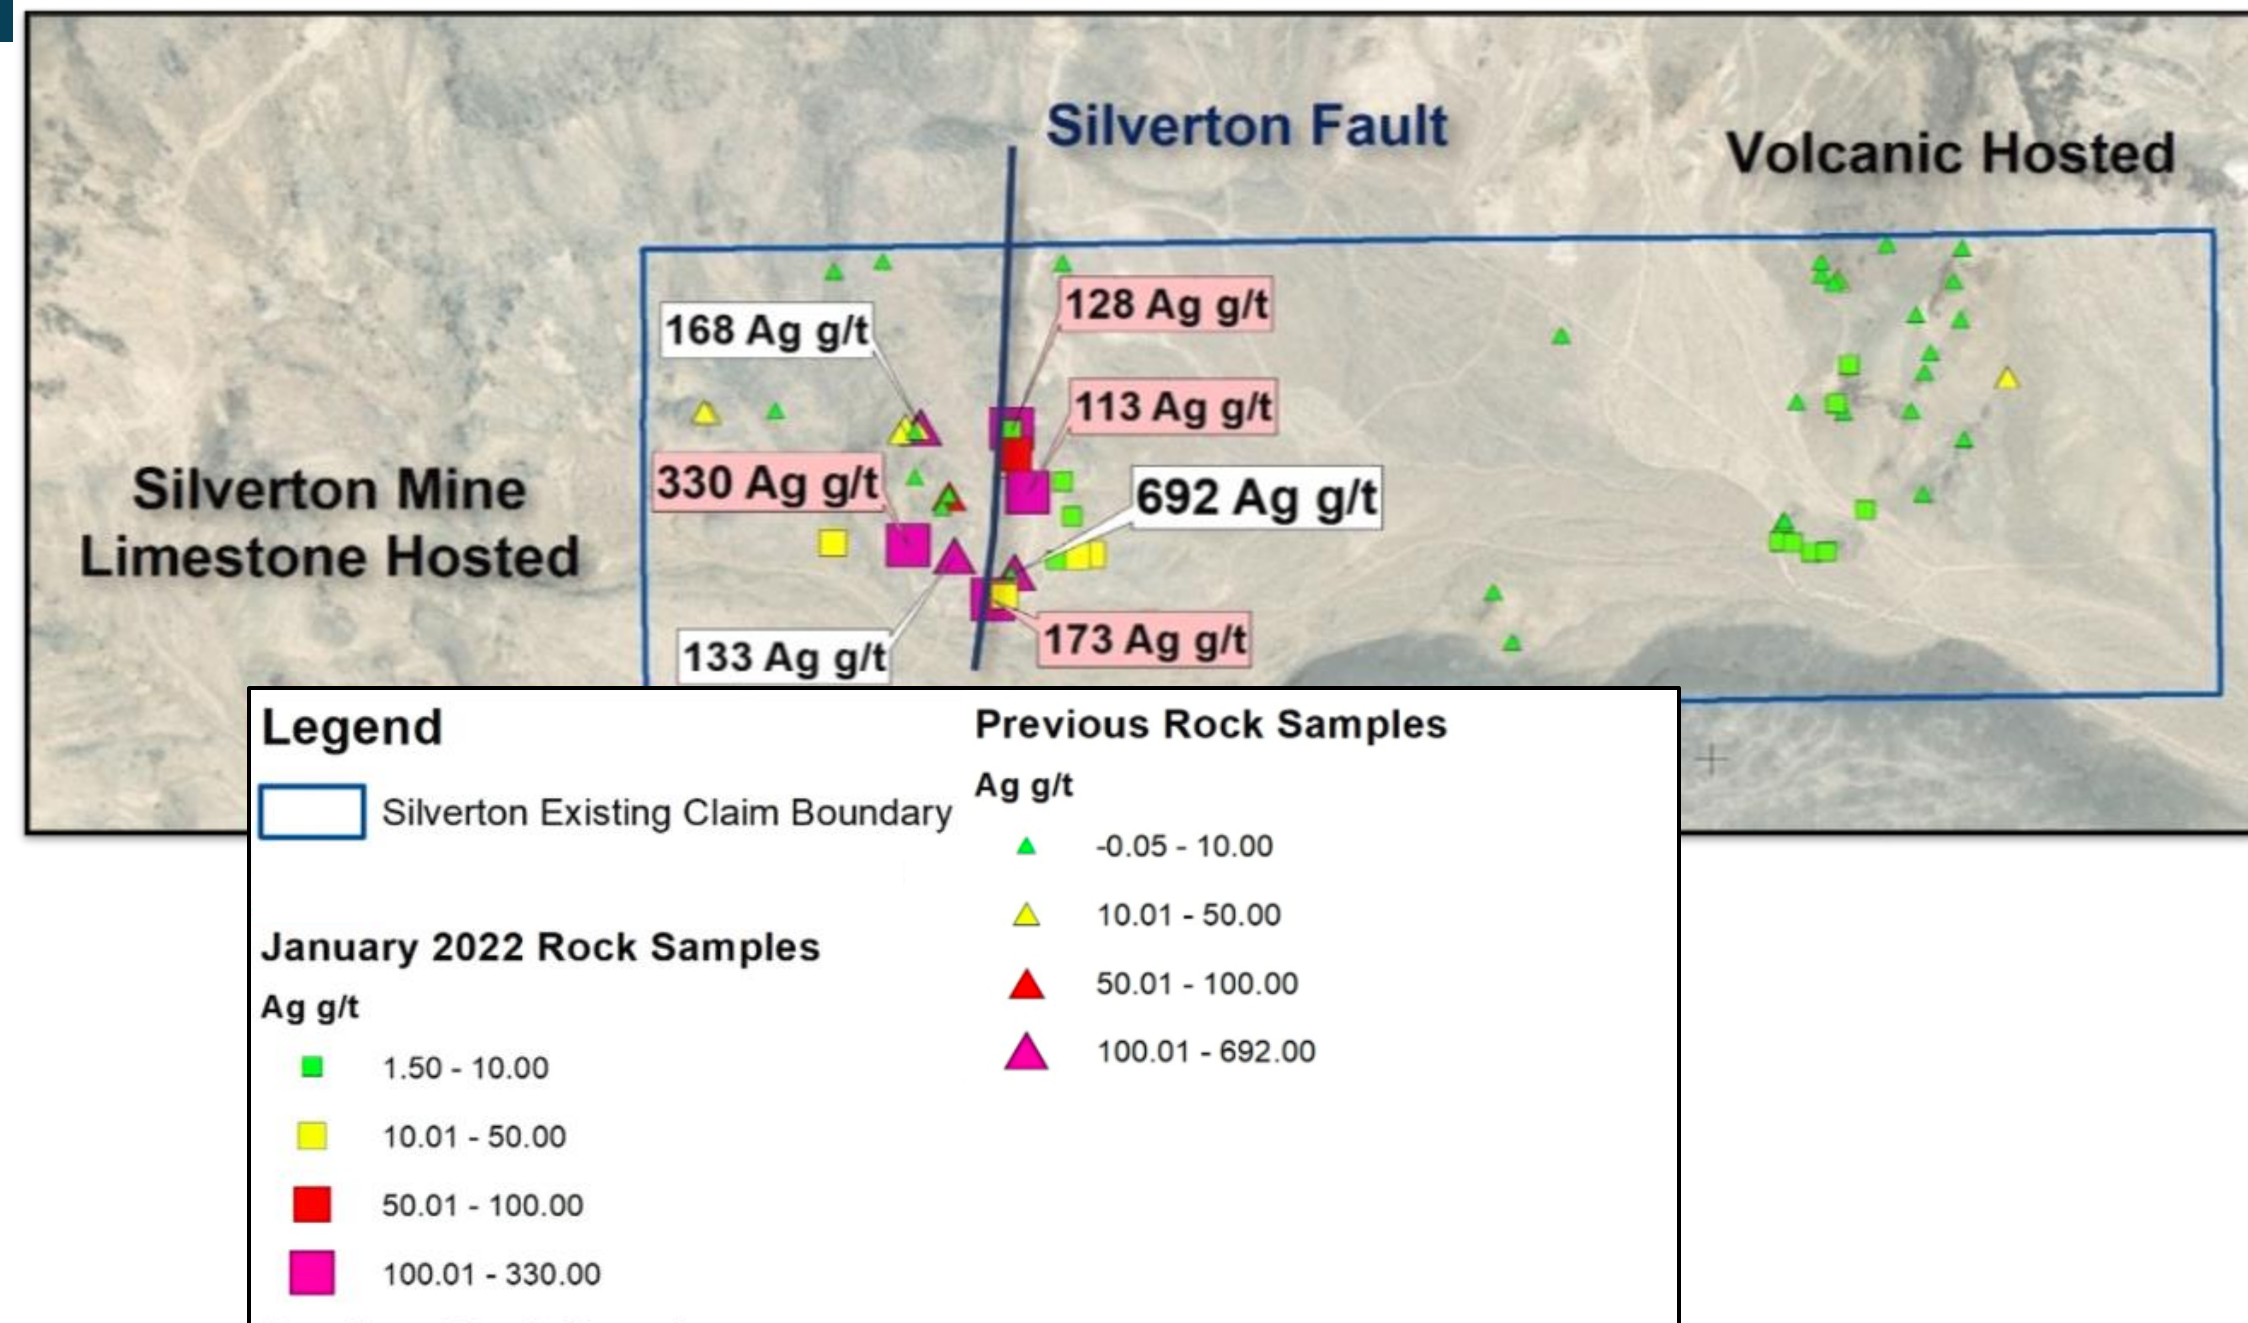 Silverton Fault
Volcanic Hosted
128 Ag g/t
168 Ag g/t
113 Ag g/t
330 Ag g/t
692 Ag g/t
Silverton Mine
Limestone Hosted
173 Ag g/t
133 Ag g/t
Legend
Silverton Existing Claim Boundary
January 2022 Rock Samples
Ag g/t
1.50 - 10.00
10.01 - 50.00
50.01 - 100.00
100.01 - 330.00
Previous Rock Samples
Ag g/t
-0.05 - 10.00
10.01 - 50.00
50.01 - 100.00
100.01 - 692.00